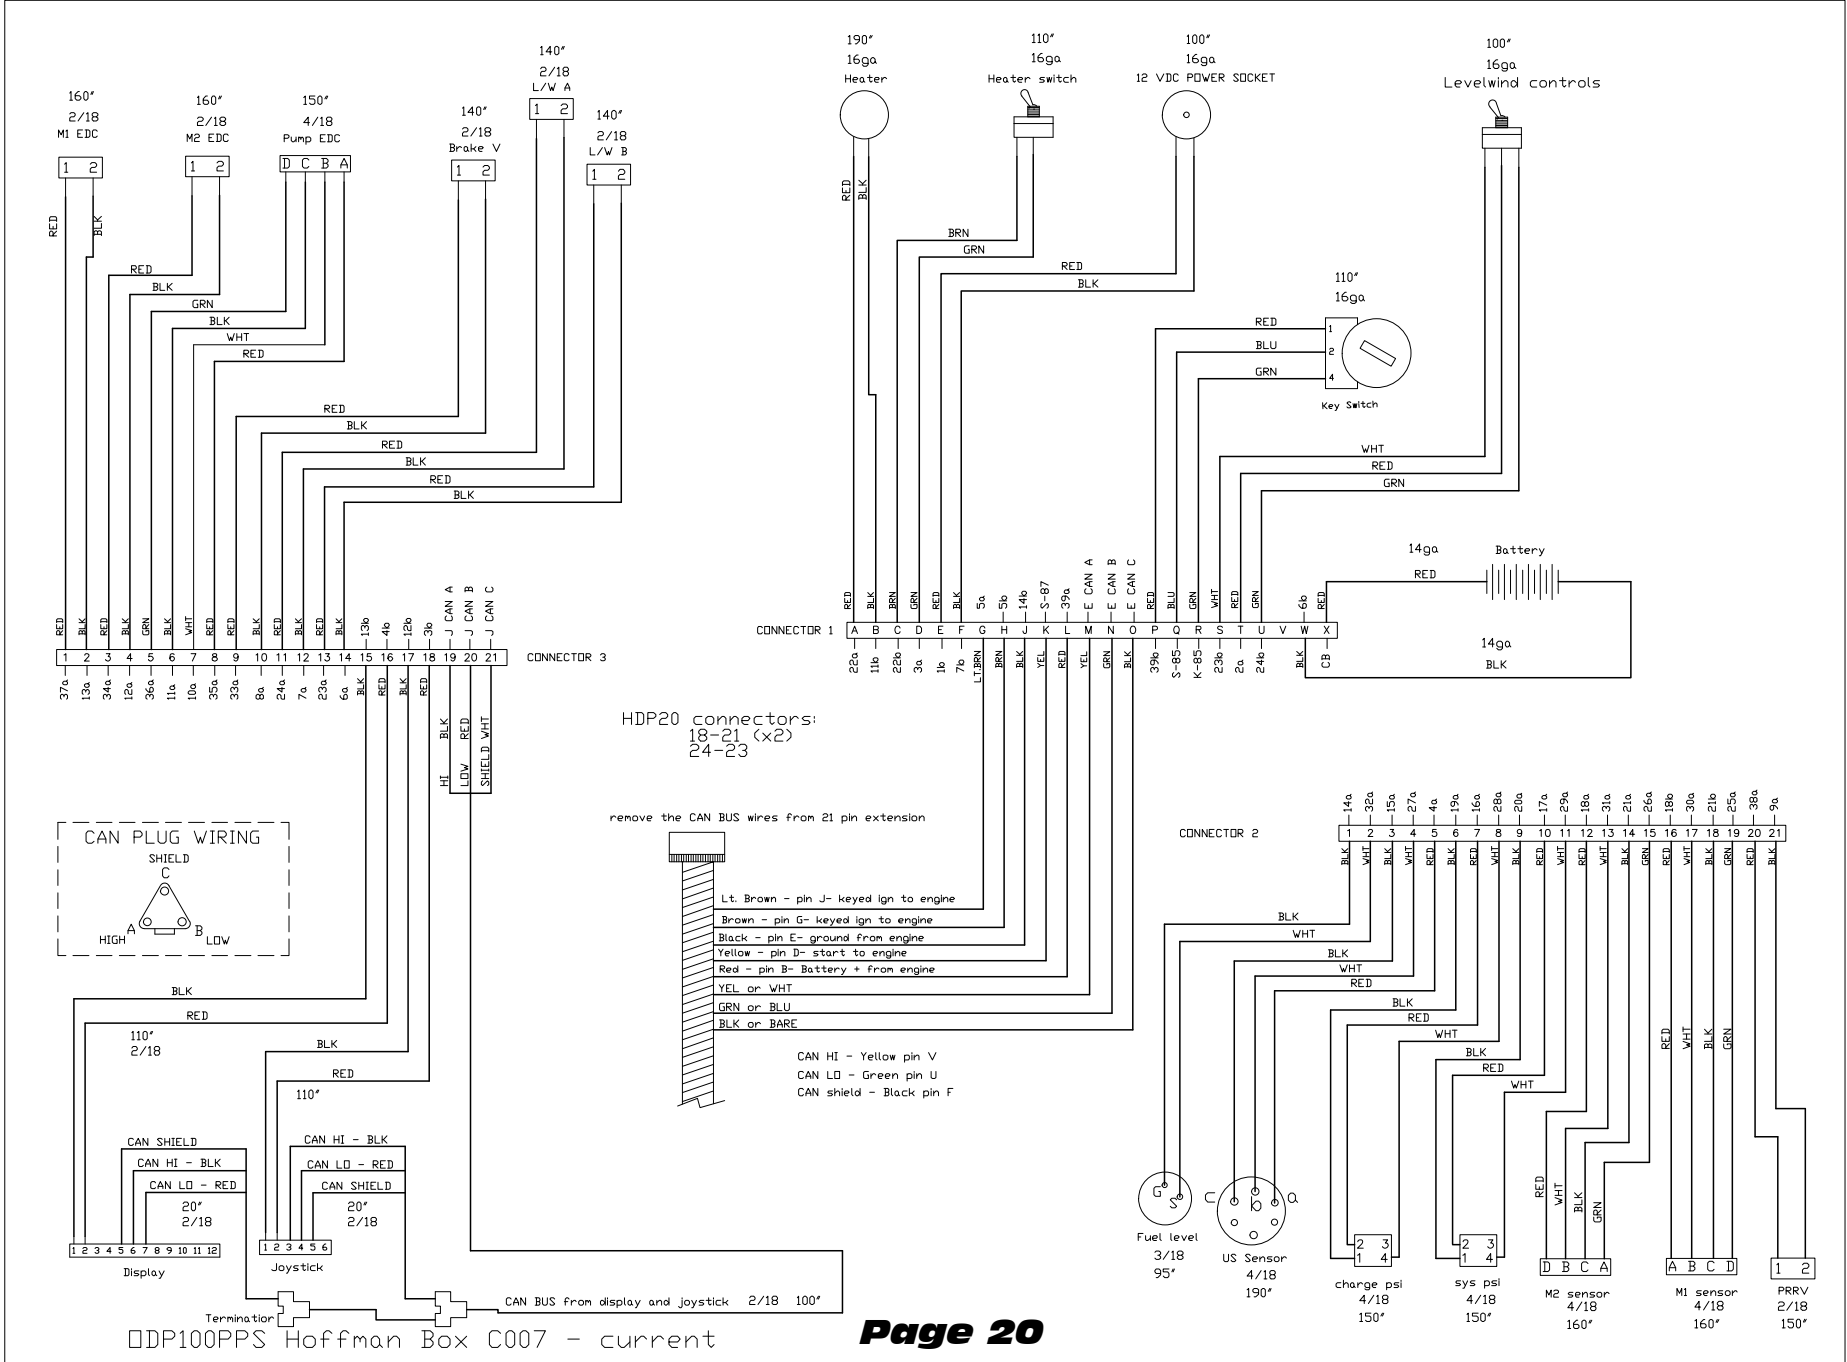 160"
2/18
M1 EDC
1 2
160"
2/18
M2 EDC
1 2
150"
4/18
Pump EDC
D C B A
140"
2/18
Brake V
1 2
140"
2/18
L/W A
1 2
140"
2/18
L/W B
1 2
RED
BLK
RED
BLK
GRN
BLK
WHT
RED
RED
BLK
RED
BLK
RED
BLK
RED BLK RED BLK GRN BLK WHT RED RED BLK RED BLK RED BLK 13b 4b 12b 3b J CAN A J CAN B J CAN C
1 2 3 4 5 6 7 8 9 10 11 12 13 14 15 16 17 18 19 20 21
CONNECTOR 3
37a 13a 34a 12a 36a 11a 10a 35a 33a 8a 24a 7a 23a 6a BLK RED BLK RED
HI BLK
LOW RED
SHIELD WHT
190"
16ga
Heater
110"
16ga
Heater switch
100"
16ga
12 VDC POWER SOCKET
100"
16ga
Levelwind controls
RED
BLK
BRN
GRN
RED
BLK
110"
16ga
RED
BLU
GRN
1
2
4
Key Switch
WHT
RED
GRN
14ga
Battery
RED
14ga
BLK
RED BLK BRN GRN RED BLK 5a 5b 14b S-87 39a E CAN A E CAN B E CAN C RED BLU GRN WHT RED GRN 6b RED
CONNECTOR 1
A B C D E F G H J K L M N O P Q R S T U V W X
22a 11b 22b 3a 1b 7b LT.BRN BRN BLK YEL RED YEL GRN BLK 39b S-85 K-85 23b 2a 24b BLK CB
HDP20 connectors:
18-21 (x2)
24-23
remove the CAN BUS wires from 21 pin extension
Lt. Brown - pin J- keyed ign to engine
Brown - pin G- keyed ign to engine
Black - pin E- ground from engine
Yellow - pin D- start to engine
Red - pin B- Battery + from engine
YEL or WHT
GRN or BLU
BLK or BARE
CAN HI - Yellow pin V
CAN LO - Green pin U
CAN shield - Black pin F
CAN PLUG WIRING
SHIELD
C
A
B
HIGH
LOW
BLK
RED
110"
2/18
BLK
RED
110"
CAN SHIELD
CAN HI - BLK
CAN LO - RED
20"
2/18
CAN HI - BLK
CAN LO - RED
CAN SHIELD
20"
2/18
1 2 3 4 5 6 7 8 9 10 11 12
Display
1 2 3 4 5 6
Joystick
Terminatior
CAN BUS from display and joystick 2/18 100"
14a 32a 15a 27a 4a 19a 16a 28a 20a 17a 29a 18a 31a 21a 26a 18b 30a 21b 25a 38a 9a
CONNECTOR 2
1 2 3 4 5 6 7 8 9 10 11 12 13 14 15 16 17 18 19 20 21
BLK WHT BLK WHT RED BLK RED WHT BLK RED WHT RED WHT BLK GRN RED WHT BLK GRN RED BLK
BLK
WHT
BLK
WHT
RED
BLK
RED
WHT
BLK
RED
WHT
RED WHT BLK GRN
RED WHT BLK GRN
G
S
Fuel level
3/18
95"
c b a
US Sensor
4/18
190"
2 3
1 4
charge psi
4/18
150"
2 3
1 4
sys psi
4/18
150"
D B C A
M2 sensor
4/18
160"
A B C D
M1 sensor
4/18
160"
1 2
PRRV
2/18
150"
ODP100PPS Hoffman Box C007 - current
Page 20